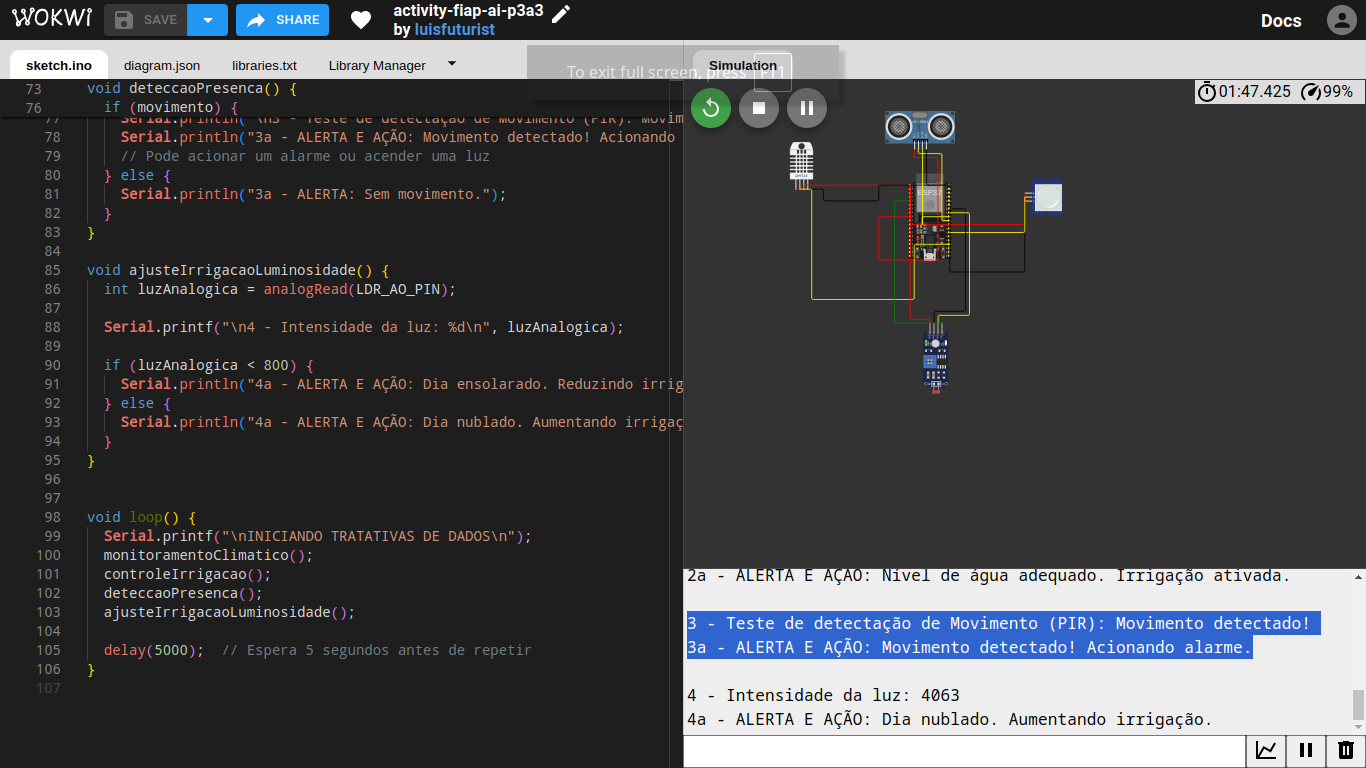 WOKWI
SAVE
SHARE
activity-fiap-ai-p3a3
by luisfuturist
Docs
sketch.ino
diagram.json
libraries.txt
Library Manager
Simulation
To exit full screen, press F11
01:47.425
99%
73 void deteccaoPresenca() {
76 if (movimento) {
77 Serial.println("\n3 - Teste de detectação de Movimento (PIR): Movim
78 Serial.println("3a - ALERTA E AÇÃO: Movimento detectado! Acionando
79 // Pode acionar um alarme ou acender uma luz
80 } else {
81 Serial.println("3a - ALERTA: Sem movimento.");
82 }
83 }
84
85 void ajusteIrrigacaoLuminosidade() {
86 int luzAnalogica = analogRead(LDR_AO_PIN);
87
88 Serial.printf("\n4 - Intensidade da luz: %d\n", luzAnalogica);
89
90 if (luzAnalogica < 800) {
91 Serial.println("4a - ALERTA E AÇÃO: Dia ensolarado. Reduzindo irrig
92 } else {
93 Serial.println("4a - ALERTA E AÇÃO: Dia nublado. Aumentando irrigaç
94 }
95 }
96
97
98 void loop() {
99 Serial.printf("\nINICIANDO TRATATIVAS DE DADOS\n");
100 monitoramentoClimatico();
101 controleIrrigacao();
102 deteccaoPresenca();
103 ajusteIrrigacaoLuminosidade();
104
105 delay(5000); // Espera 5 segundos antes de repetir
106 }
107
ESP32
2a - ALERTA E AÇÃO: Nível de água adequado. Irrigação ativada.
3 - Teste de detectação de Movimento (PIR): Movimento detectado!
3a - ALERTA E AÇÃO: Movimento detectado! Acionando alarme.
4 - Intensidade da luz: 4063
4a - ALERTA E AÇÃO: Dia nublado. Aumentando irrigação.